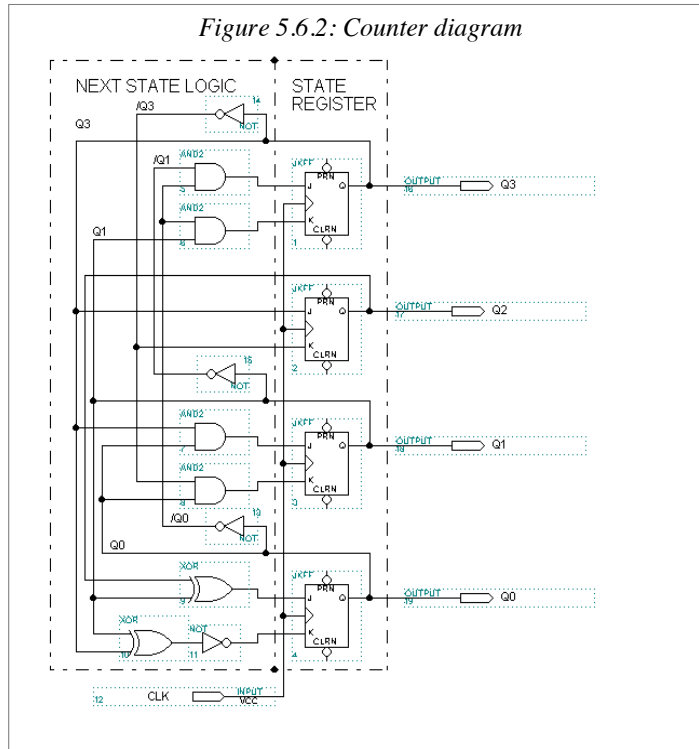 Figure 5.6.2: Counter diagram
NEXT STATE LOGIC
STATE
REGISTER
14
/Q3
NOT
Q3
/Q1
AND2
5
JKFF
PRN
J
Q
K
CLRN
1
OUTPUT
16
Q3
AND2
6
Q1
JKFF
PRN
J
Q
K
CLRN
2
OUTPUT
17
Q2
15
NOT
AND2
7
JKFF
PRN
J
Q
K
CLRN
3
OUTPUT
18
Q1
AND2
8
13
/Q0
NOT
Q0
XOR
9
JKFF
PRN
J
Q
K
CLRN
4
OUTPUT
19
Q0
XOR
10
NOT
11
12
CLK
INPUT
VCC